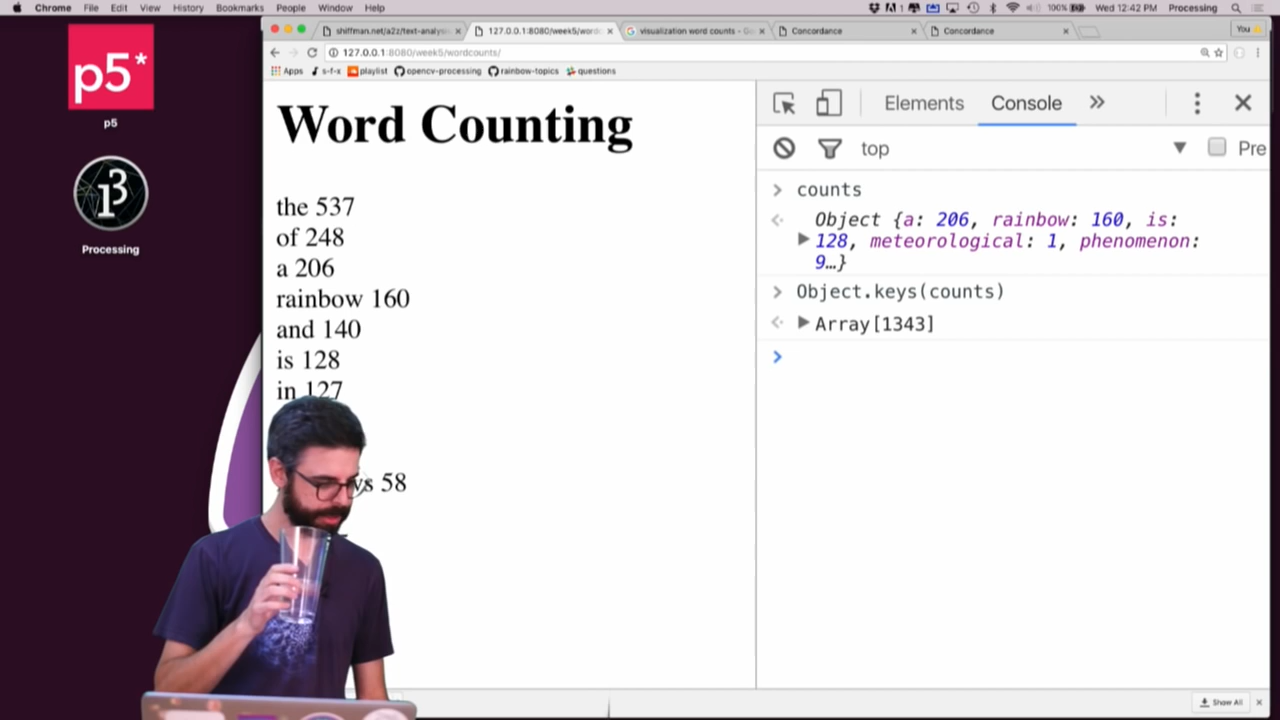 Chrome File Edit View History Bookmarks People Window Help 1 100% Wed 12:42 PM Processing
p5*
p5
Processing
shiffman.net/a2z/text-analysis
127.0.0.1:8080/week5/word
visualization word counts - Go
Concordance
Concordance
You
127.0.0.1:8080/week5/wordcounts/
Apps s-f-x playlist opencv-processing rainbow-topics questions
Word Counting
the 537
of 248
a 206
rainbow 160
and 140
is 128
in 127
58
Elements Console
top Pre
counts
Object {a: 206, rainbow: 160, is:
128, meteorological: 1, phenomenon:
9…}
Object.keys(counts)
Array[1343]
Show All